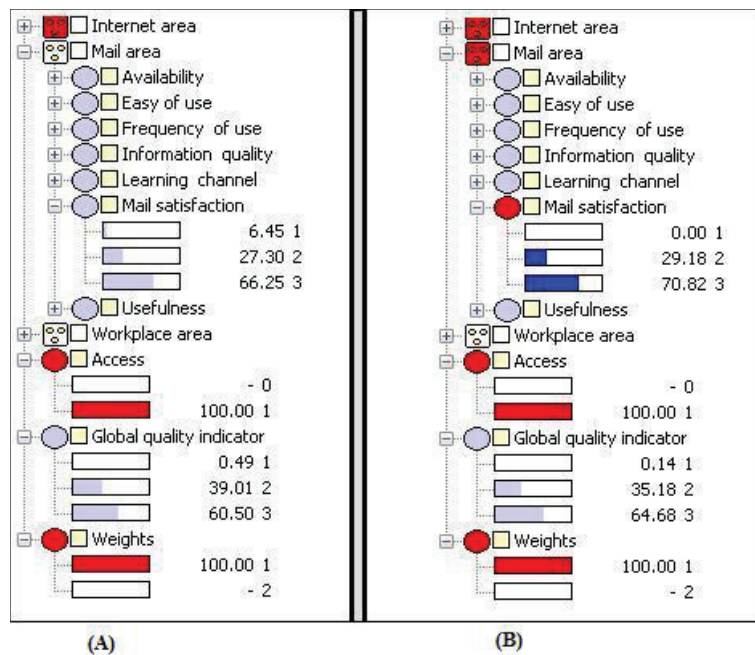 Internet area
Mail area
Availability
Easy of use
Frequency of use
Information quality
Learning channel
Mail satisfaction
6.45 1
27.30 2
66.25 3
Usefulness
Workplace area
Access
- 0
100.00 1
Global quality indicator
0.49 1
39.01 2
60.50 3
Weights
100.00 1
- 2
(A)
Internet area
Mail area
Availability
Easy of use
Frequency of use
Information quality
Learning channel
Mail satisfaction
0.00 1
29.18 2
70.82 3
Usefulness
Workplace area
Access
- 0
100.00 1
Global quality indicator
0.14 1
35.18 2
64.68 3
Weights
100.00 1
- 2
(B)